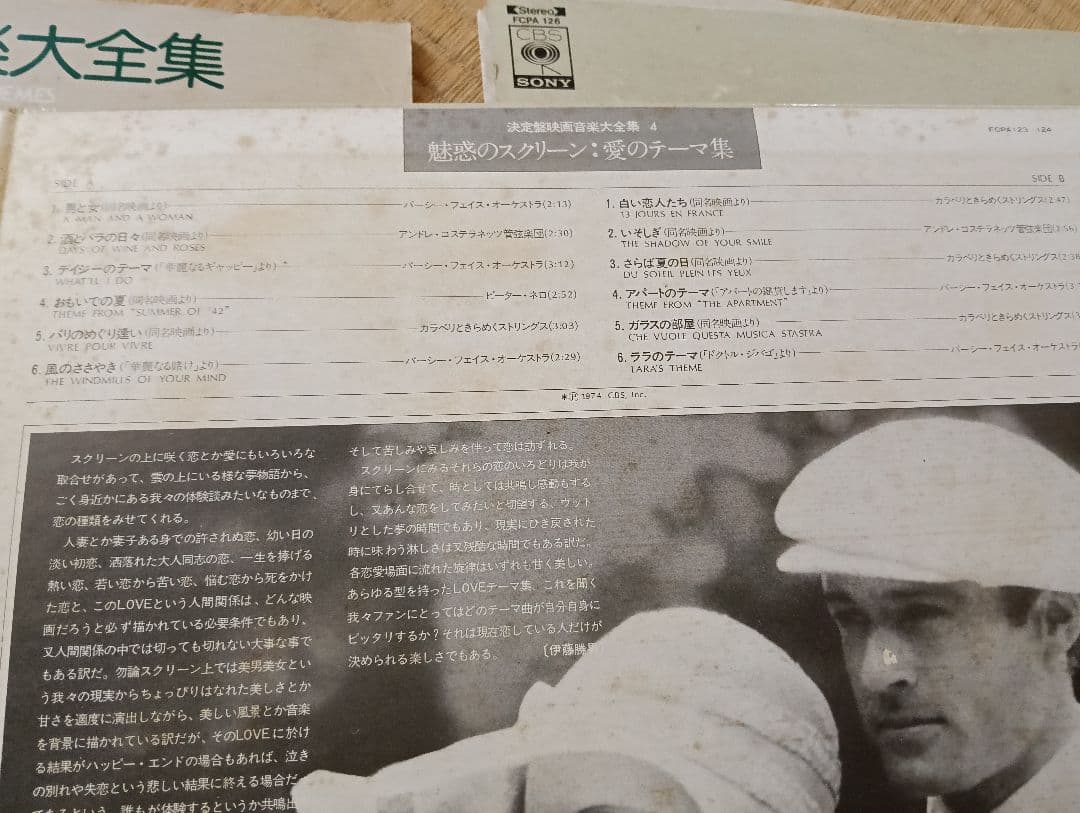 楽大全集
Stereo
FCPA 126
CBS
SONY
決定盤映画音楽大全集 4
魅惑のスクリーン：愛のテーマ集
FCPA123 124
SIDE A
1. 男と女(同名映画より) パーシー・フェイス・オーケストラ(2:13)
A MAN AND A WOMAN
2. 酒とバラの日々(同名映画より) アンドレ・コステラネッツ管弦楽団(2:30)
DAYS OF WINE AND ROSES
3. デイジーのテーマ(「華麗なるギャツビー」より) パーシー・フェイス・オーケストラ(3:12)
WHAT'LL I DO
4. おもいでの夏(同名映画より) ピーター・ネロ(2:52)
THEME FROM "SUMMER OF '42"
5. パリのめぐり逢い(同名映画より) カラベリときらめくストリングス(3:03)
VIVRE POUR VIVRE
6. 風のささやき(「華麗なる賭け」より) パーシー・フェイス・オーケストラ(2:29)
THE WINDMILLS OF YOUR MIND
SIDE B
1. 白い恋人たち(同名映画より) カラベリときらめくストリングス(2:47)
13 JOURS EN FRANCE
2. いそしぎ(同名映画より) アンドレ・コステラネッツ管弦楽団(2:56)
THE SHADOW OF YOUR SMILE
3. さらば夏の日(同名映画より) カラベリときらめくストリングス(2:38
DU SOLEIL PLEIN LES YEUX
4. アパートのテーマ(「アパートの鍵貸します」より) パーシー・フェイス・オーケストラ(3:
THEME FROM "THE APARTMENT"
5. ガラスの部屋(同名映画より) カラベリときらめくストリングス(3
CHE VUOLE QUESTA MUSICA STASTRA
6. ララのテーマ(「ドクトル・ジバゴ」より) パーシー・フェイス・オーケストラ
LARA'S THEME
＊Ⓟ 1974 CBS, Inc.
スクリーンの上に咲く恋とか愛にもいろいろな
取合せがあって、雲の上にいる様な夢物語から、
ごく身近かにある我々の体験談みたいなものまで、
恋の種類をみせてくれる。
人妻とか妻子ある身での許されぬ恋、幼い日の
淡い初恋、洒落れた大人同志の恋、一生を捧げる
熱い恋、若い恋から苦い恋、悩む恋から死をかけ
た恋と、このLOVEという人間関係は、どんな映
画だろうと必ず描かれている必要条件でもあり、
又人間関係の中では切っても切れない大事な事で
もある訳だ。勿論スクリーン上では美男美女とい
う我々の現実からちょっぴりはなれた美しさとか
甘さを適度に演出しながら、美しい風景とか音楽
を背景に描かれている訳だが、そのLOVEに於け
る結果がハッピー・エンドの場合もあれば、泣き
の別れや失恋という悲しい結果に終える場合だ
であるという、誰もが体験するというか共鳴出
そして苦しみや哀しみを伴って恋は訪ずれる。
スクリーンにみるそれらの恋のいろどりは我が
身にてらし合せて、時としては共鳴し感動もする
し、又あんな恋をしてみたいと切望する、ウット
リとした夢の時間でもあり、現実にひき戻された
時に味わう淋しさは又残酷な時間でもある訳だ。
各恋愛場面に流れた旋律はいずれも甘く美しい。
あらゆる型を持ったLOVEテーマ集、これを聞く
我々ファンにとってはどのテーマ曲が自分自身に
ピッタリするか？それは現在恋している人だけが
決められる楽しさでもある。 〔伊藤勝男